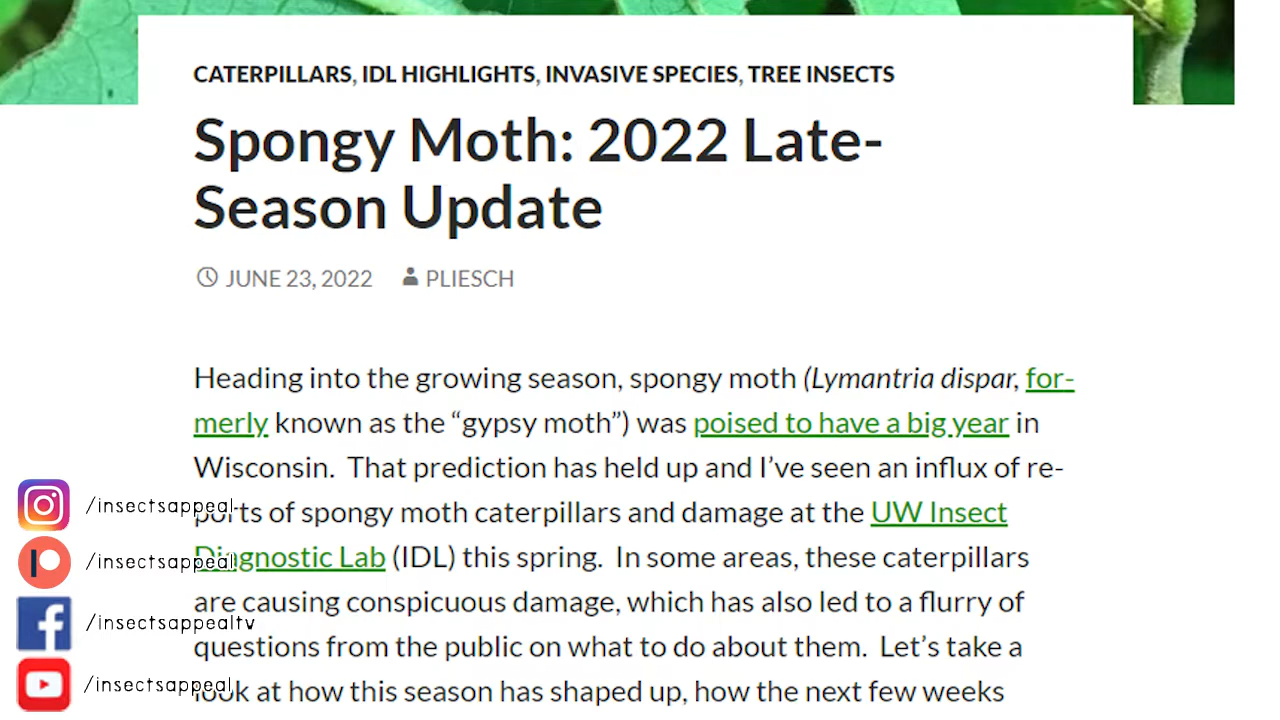 CATERPILLARS, IDL HIGHLIGHTS, INVASIVE SPECIES, TREE INSECTS
Spongy Moth: 2022 Late-
Season Update
JUNE 23, 2022 PLIESCH
Heading into the growing season, spongy moth (Lymantria dispar, for-
merly known as the “gypsy moth”) was poised to have a big year in
Wisconsin. That prediction has held up and I’ve seen an influx of re-
ports of spongy moth caterpillars and damage at the UW Insect
Diagnostic Lab (IDL) this spring. In some areas, these caterpillars
are causing conspicuous damage, which has also led to a flurry of
questions from the public on what to do about them. Let’s take a
look at how this season has shaped up, how the next few weeks
/insectsappeal
/insectsappeal
/insectsappealtv
/insectsappeal